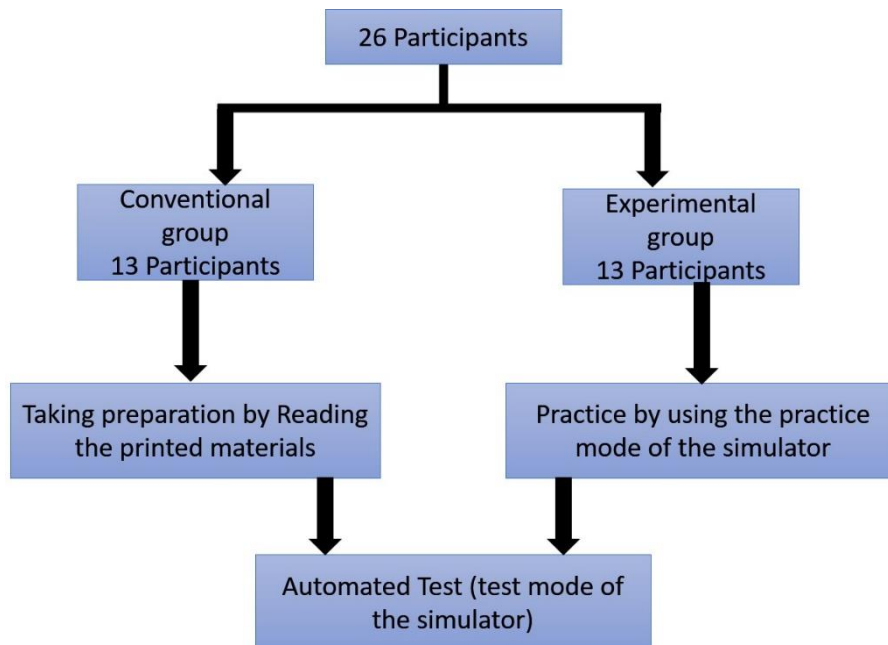 26 Participants
Conventional
group
13 Participants
Experimental
group
13 Participants
Taking preparation by Reading
the printed materials
Practice by using the practice
mode of the simulator
Automated Test (test mode of
the simulator)